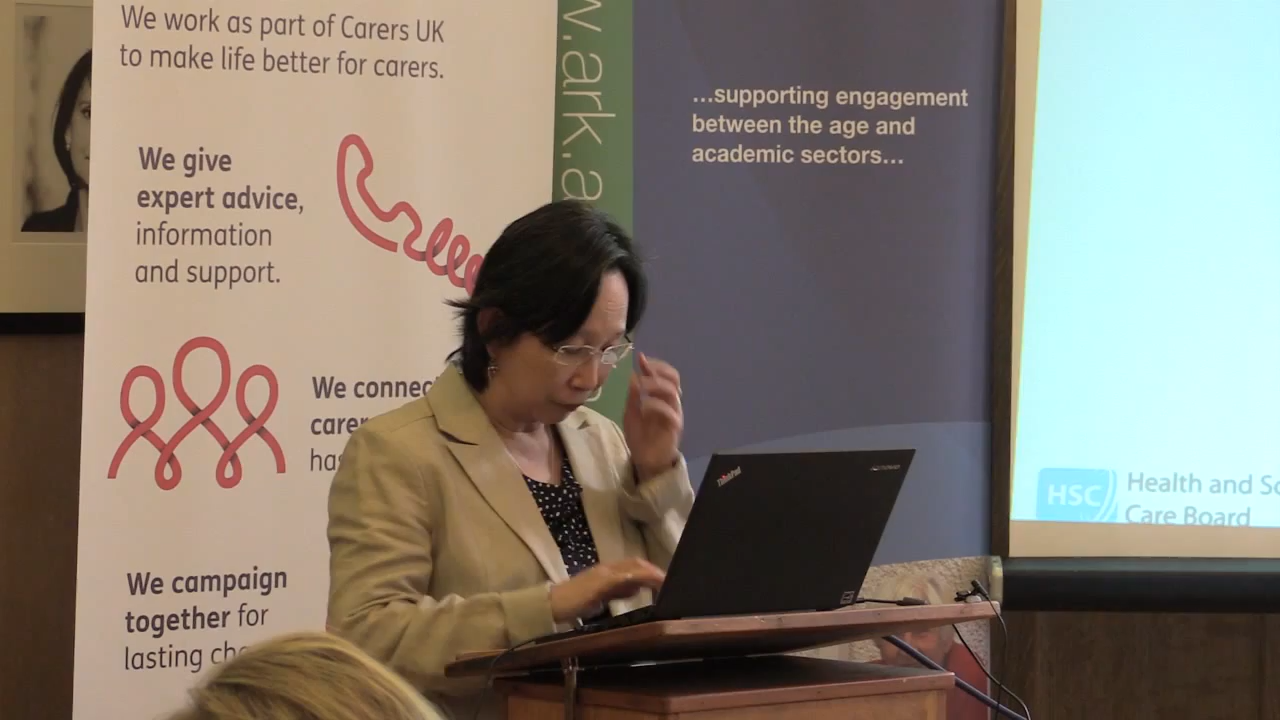 We work as part of Carers UK
to make life better for carers.
We give
expert advice,
information
and support.
We connec
carer
has
We campaign
together for
lasting ch
w.ark.a
...supporting engagement
between the age and
academic sectors...
ThinkPad
HSC
Health and So
Care Board